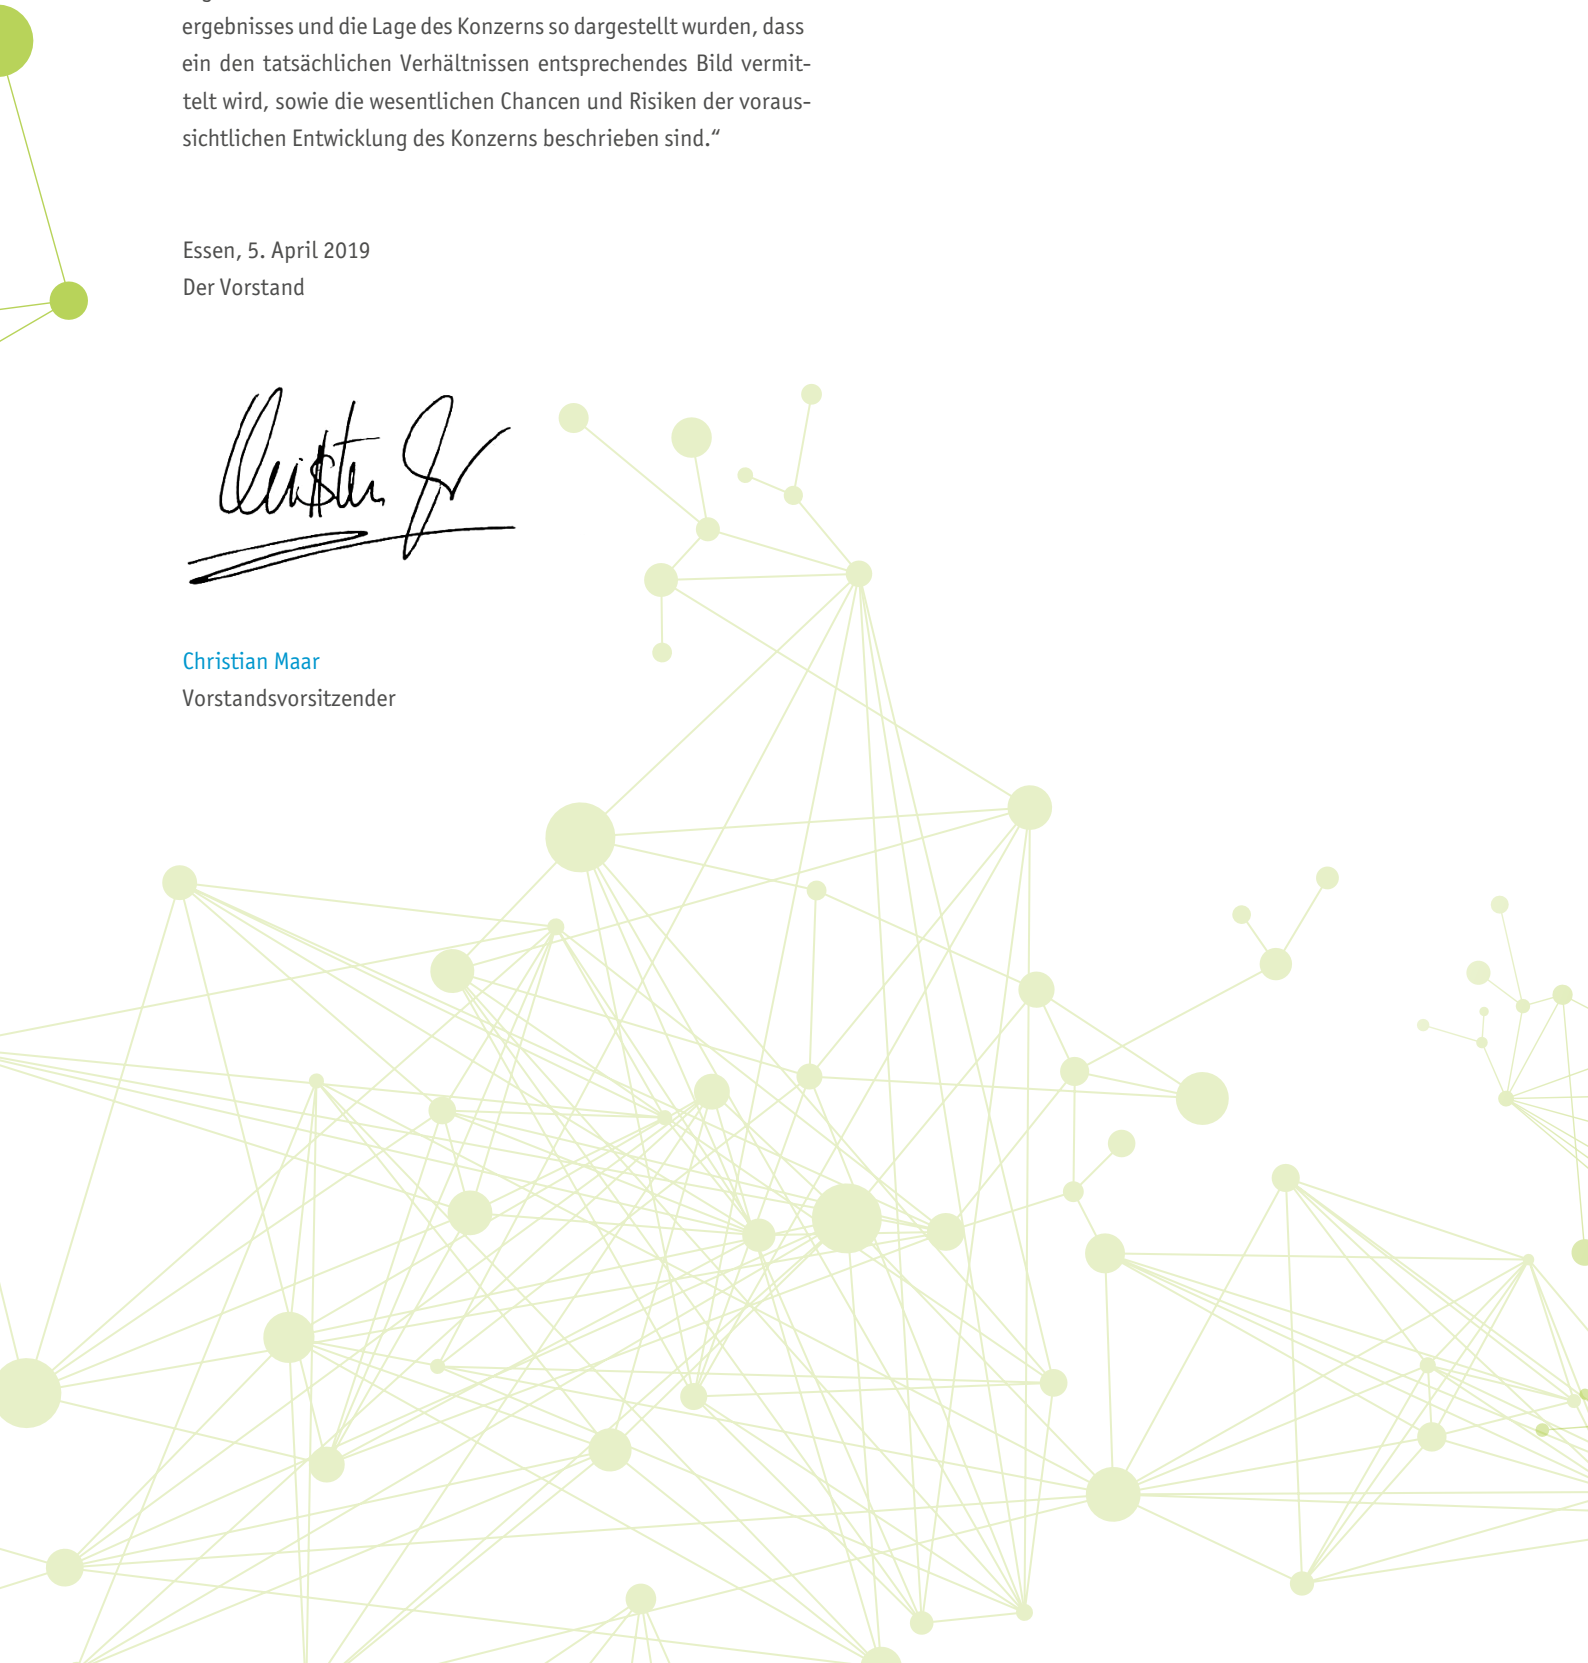 ergebnisses und die Lage des Konzerns so dargestellt wurden, dass
ein den tatsächlichen Verhältnissen entsprechendes Bild vermit-
telt wird, sowie die wesentlichen Chancen und Risiken der voraus-
sichtlichen Entwicklung des Konzerns beschrieben sind.“
Essen, 5. April 2019
Der Vorstand
Christian Maar
Vorstandsvorsitzender